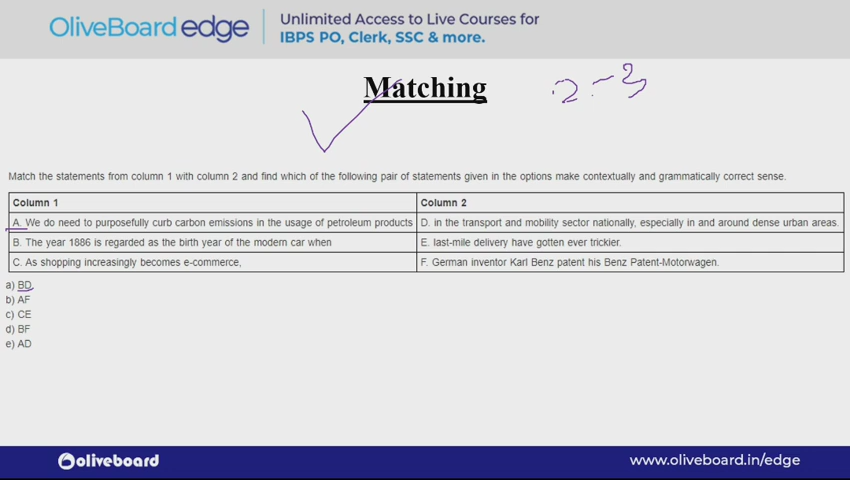 OliveBoard edge
Unlimited Access to Live Courses for
IBPS PO, Clerk, SSC & more.
Matching
2-3
Match the statements from column 1 with column 2 and find which of the following pair of statements given in the options make contextually and grammatically correct sense.
Column 1 Column 2
A. We do need to purposefully curb carbon emissions in the usage of petroleum products D. in the transport and mobility sector nationally, especially in and around dense urban areas.
B. The year 1886 is regarded as the birth year of the modern car when E. last-mile delivery have gotten ever trickier.
C. As shopping increasingly becomes e-commerce, F. German inventor Karl Benz patent his Benz Patent-Motorwagen.
a) BD
b) AF
c) CE
d) BF
e) AD
oliveboard www.oliveboard.in/edge